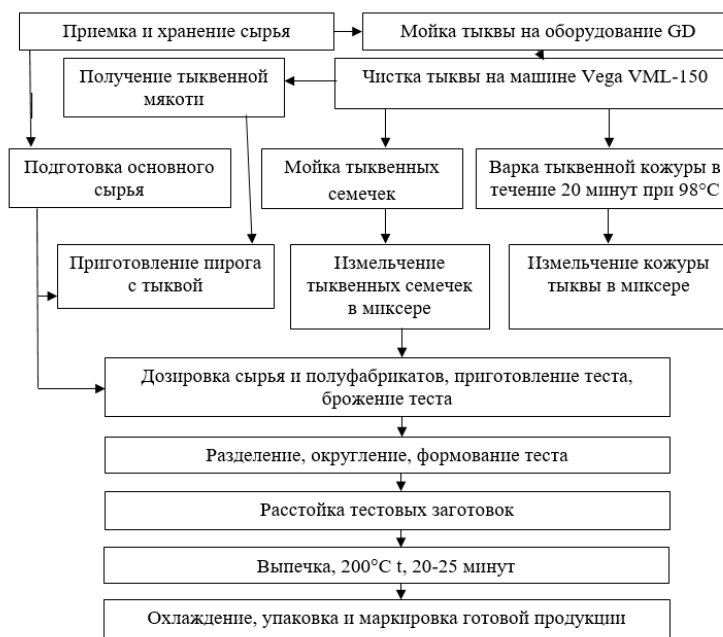 Приемка и хранение сырья
Мойка тыквы на оборудование GD
Получение тыквенной
мякоти
Чистка тыквы на машине Vega VML-150
Подготовка основного
сырья
Мойка тыквенных
семечек
Варка тыквенной кожуры в
течение 20 минут при 98°С
Приготовление пирога
с тыквой
Измельчение
тыквенных семечек
в миксере
Измельчение кожуры
тыквы в миксере
Дозировка сырья и полуфабрикатов, приготовление теста,
брожение теста
Разделение, округление, формование теста
Расстойка тестовых заготовок
Выпечка, 200°С t, 20-25 минут
Охлаждение, упаковка и маркировка готовой продукции